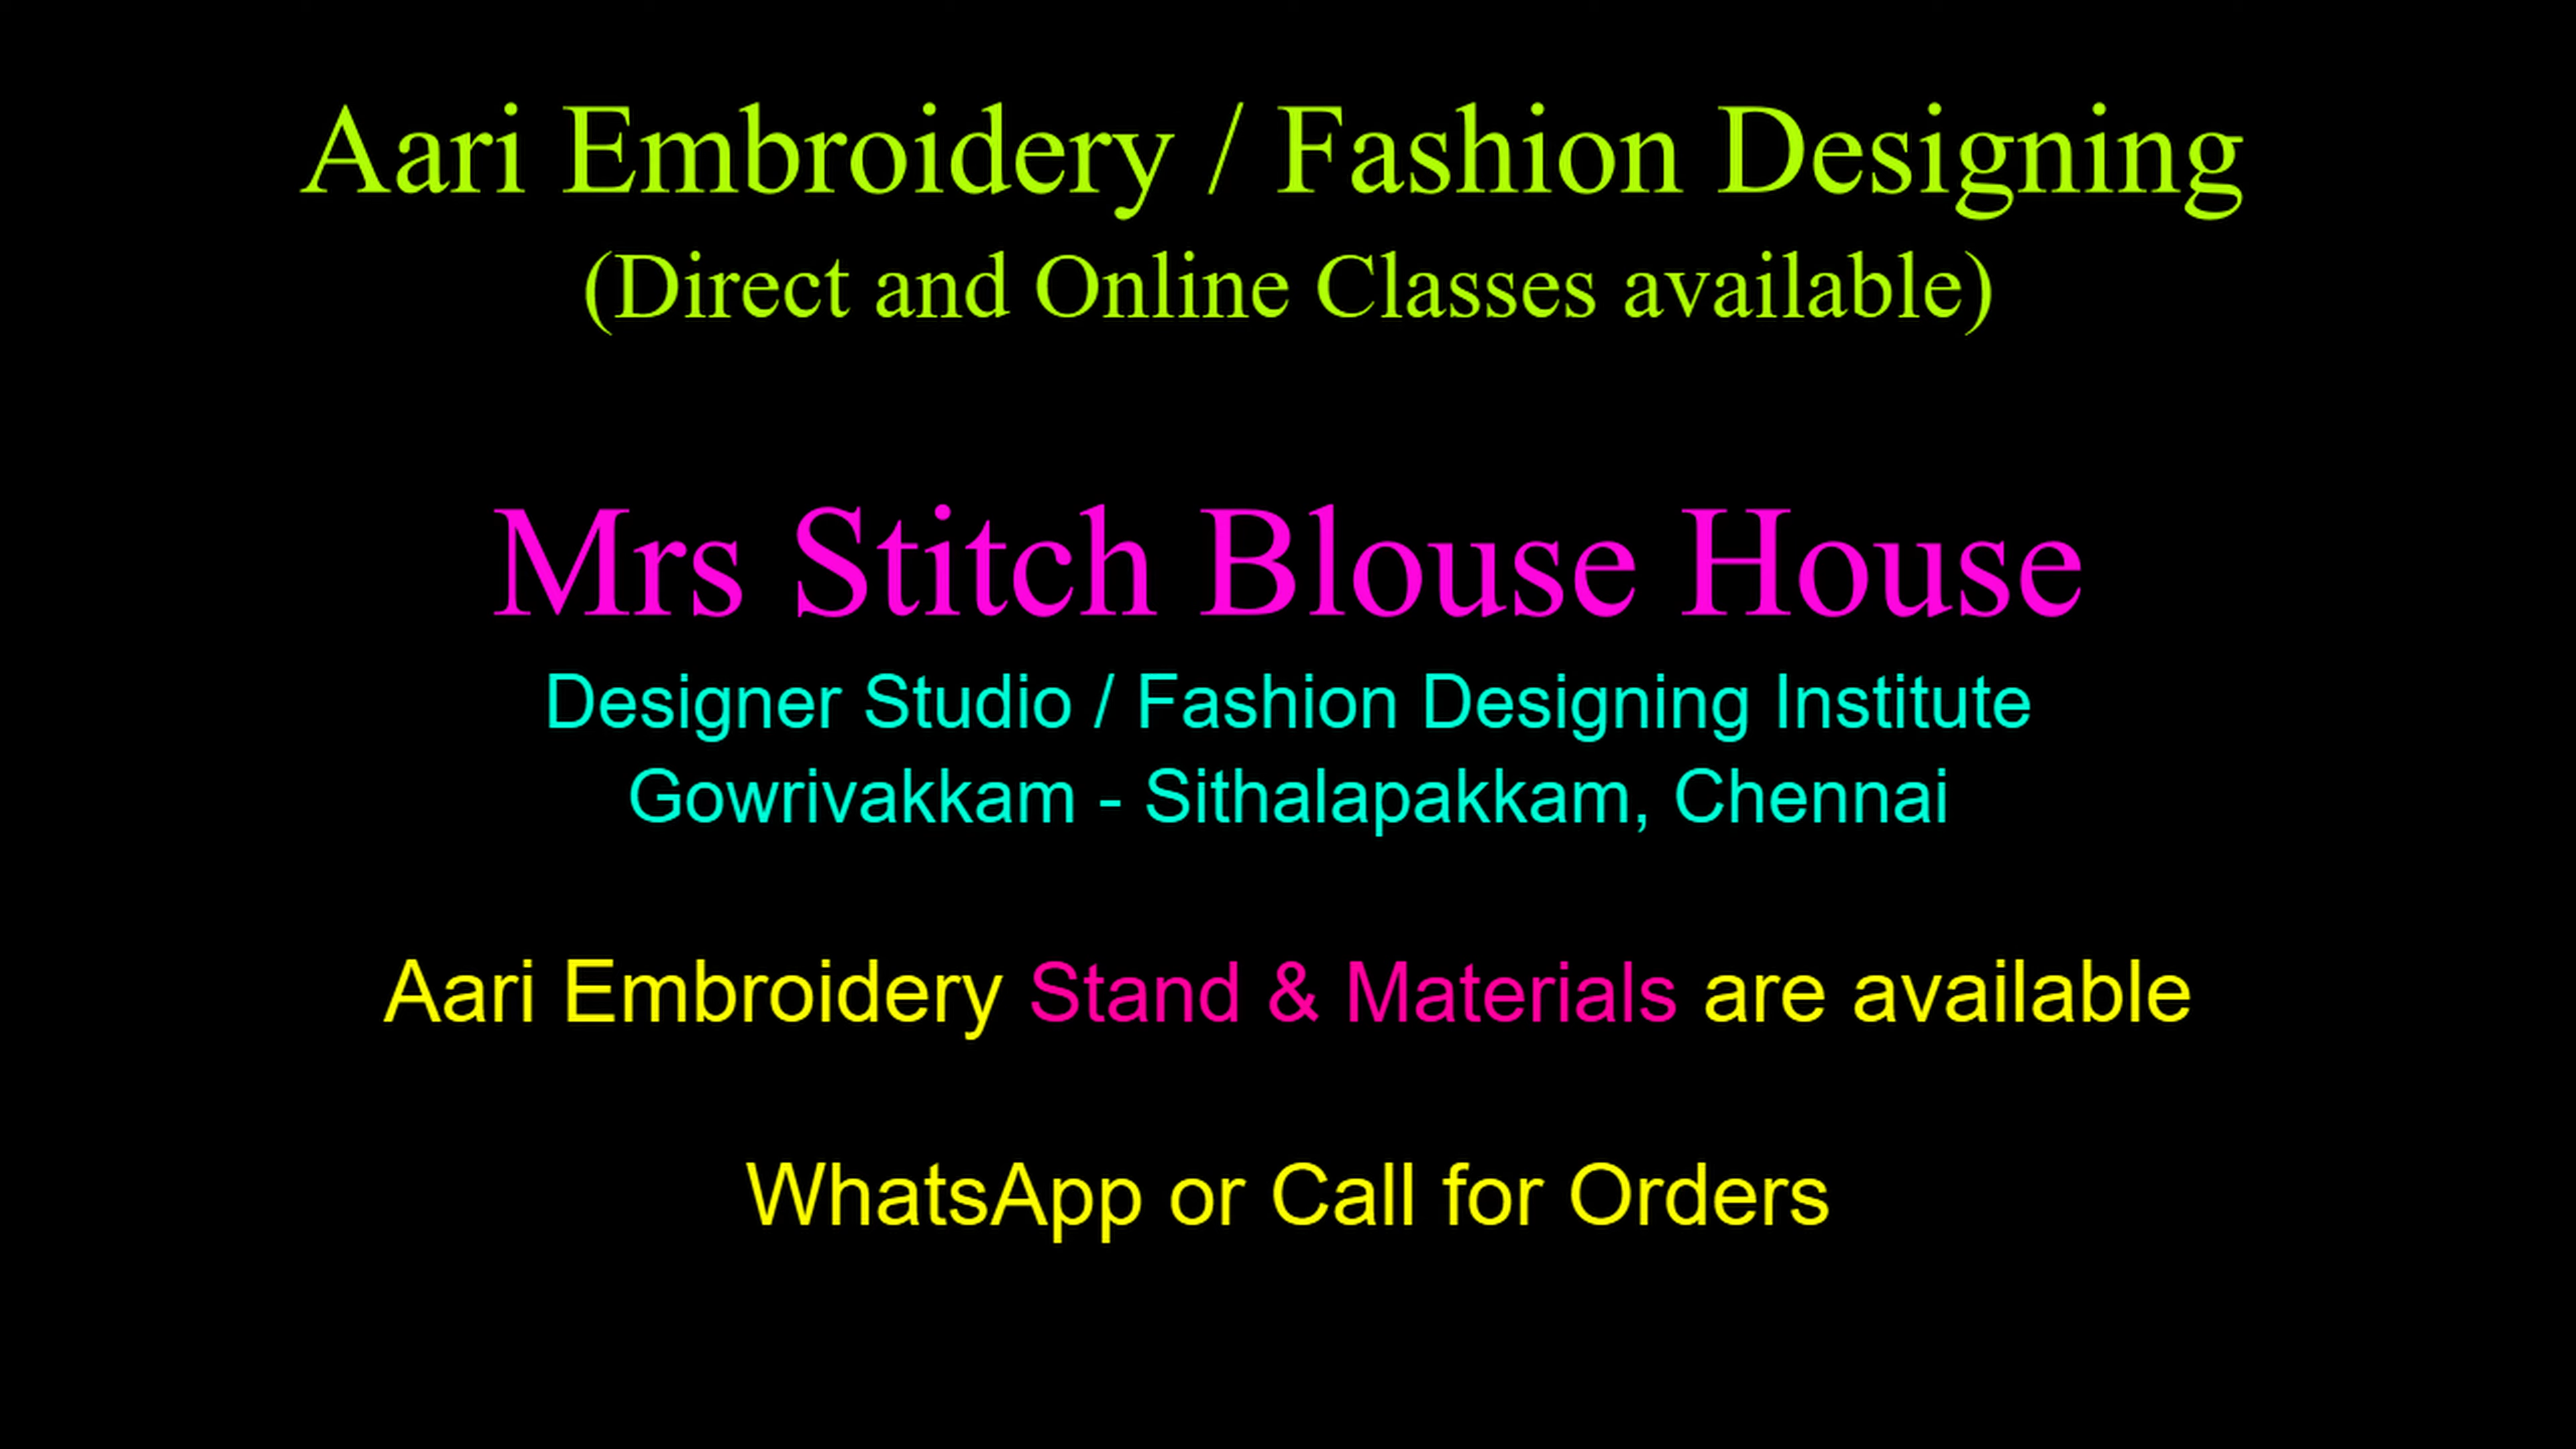 Aari Embroidery / Fashion Designing
(Direct and Online Classes available)
Mrs Stitch Blouse House
Designer Studio / Fashion Designing Institute
Gowrivakkam - Sithalapakkam, Chennai
Aari Embroidery Stand & Materials are available
WhatsApp or Call for Orders